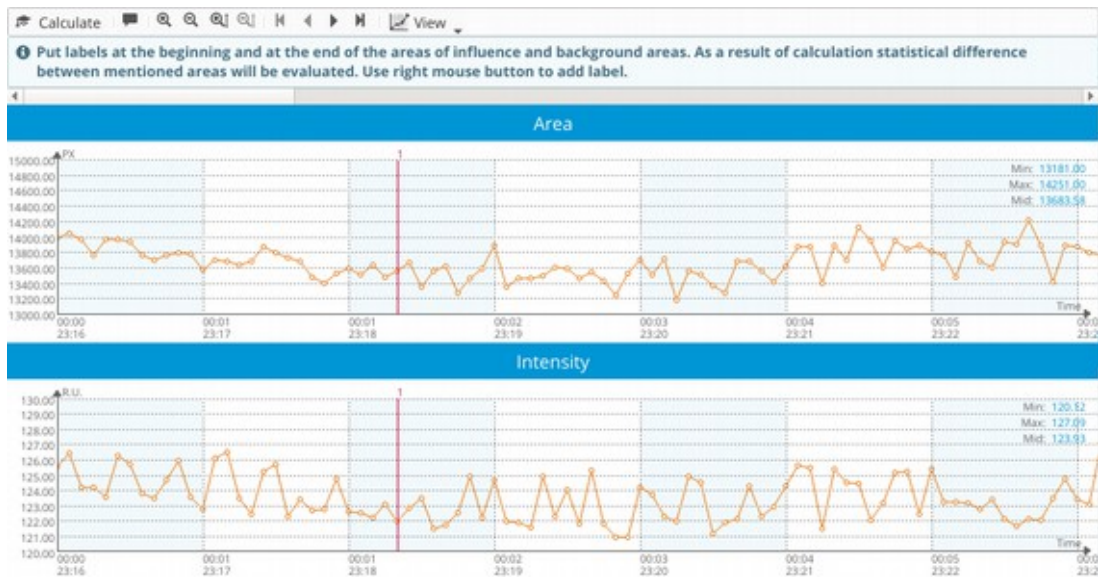 Calculate View
Put labels at the beginning and at the end of the areas of influence and background areas. As a result of calculation statistical difference
between mentioned areas will be evaluated. Use right mouse button to add label.
Area
PX
1
15000.00
14800.00
14600.00
14400.00
14200.00
14000.00
13800.00
13600.00
13400.00
13200.00
13000.00
Min: 13181.00
Max: 14251.00
Mid: 13683.58
Time
00:00 00:01 00:01 00:02 00:03 00:04 00:05
23:16 23:17 23:18 23:19 23:20 23:21 23:22
Intensity
R.U.
1
130.00
129.00
128.00
127.00
126.00
125.00
124.00
123.00
122.00
121.00
120.00
Min: 120.12
Max: 127.09
Mid: 123.93
Time
00:00 00:01 00:01 00:02 00:03 00:04 00:05
23:16 23:17 23:18 23:19 23:20 23:21 23:22